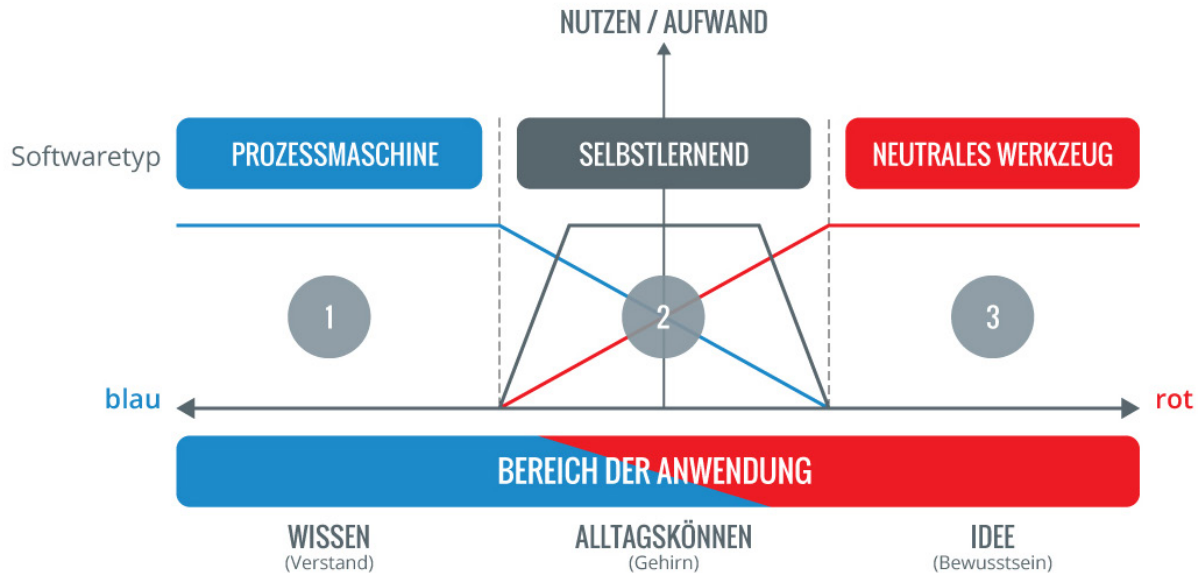 NUTZEN / AUFWAND
Softwaretyp
PROZESSMASCHINE
SELBSTLERNEND
NEUTRALES WERKZEUG
1
2
3
blau
rot
BEREICH DER ANWENDUNG
WISSEN
(Verstand)
ALLTAGSKÖNNEN
(Gehirn)
IDEE
(Bewusstsein)